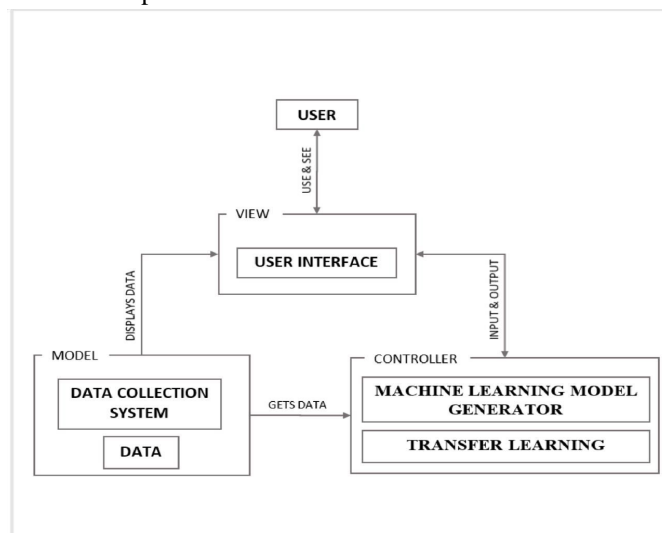 USER
USE & SEE
VIEW
USER INTERFACE
DISPLAYS DATA
INPUT & OUTPUT
MODEL
DATA COLLECTION
SYSTEM
DATA
GETS DATA
CONTROLLER
MACHINE LEARNING MODEL
GENERATOR
TRANSFER LEARNING